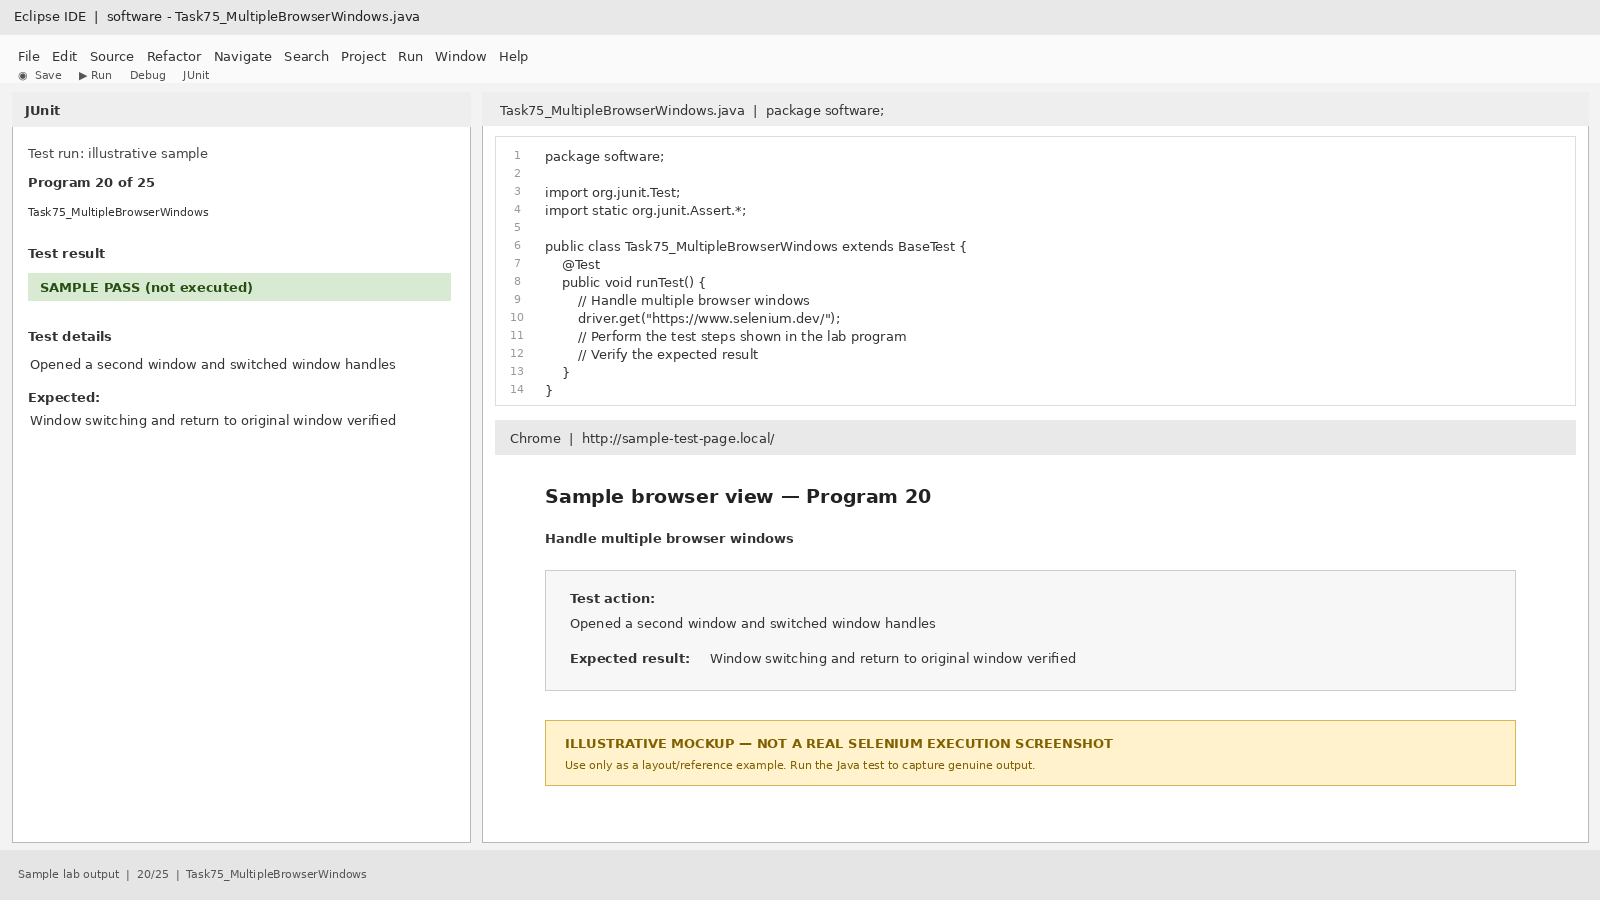 Eclipse IDE | software - Task75_MultipleBrowserWindows.java
File Edit Source Refactor Navigate Search Project Run Window Help
◉ Save ▶ Run Debug JUnit
JUnit
Test run: illustrative sample
Program 20 of 25
Task75_MultipleBrowserWindows
Test result
SAMPLE PASS (not executed)
Test details
Opened a second window and switched window handles
Expected:
Window switching and return to original window verified
Task75_MultipleBrowserWindows.java | package software;
1 package software;
2
3 import org.junit.Test;
4 import static org.junit.Assert.*;
5
6 public class Task75_MultipleBrowserWindows extends BaseTest {
7 @Test
8 public void runTest() {
9 // Handle multiple browser windows
10 driver.get("https://www.selenium.dev/");
11 // Perform the test steps shown in the lab program
12 // Verify the expected result
13 }
14 }
Chrome | http://sample-test-page.local/
Sample browser view — Program 20
Handle multiple browser windows
Test action:
Opened a second window and switched window handles
Expected result: Window switching and return to original window verified
ILLUSTRATIVE MOCKUP — NOT A REAL SELENIUM EXECUTION SCREENSHOT
Use only as a layout/reference example. Run the Java test to capture genuine output.
Sample lab output | 20/25 | Task75_MultipleBrowserWindows